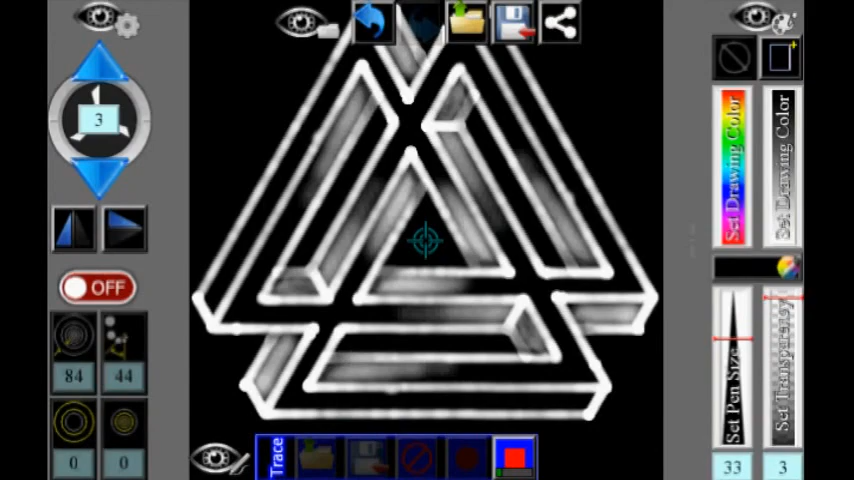 3
OFF
84
44
0
0
Trace
Set Drawing Color
Set Drawing Color
Set Pen Size
Set Transparency
33
3